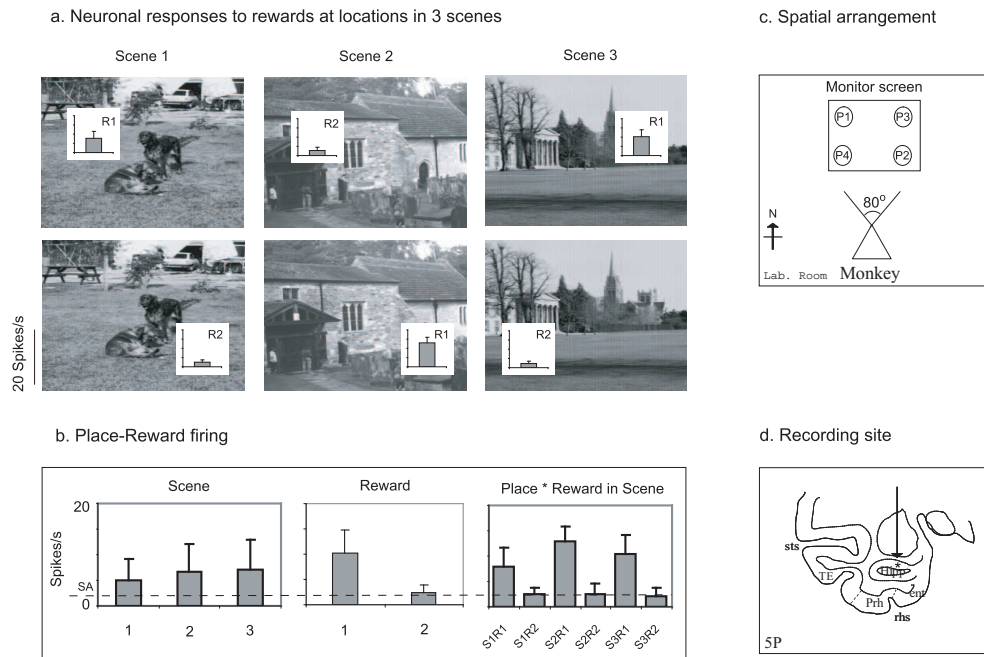 a. Neuronal responses to rewards at locations in 3 scenes
Scene 1
Scene 2
Scene 3
R1
R2
R1
R2
R1
R2
20 Spikes/s
b. Place-Reward firing
Scene
Reward
Place * Reward in Scene
Spikes/s
20
SA
0
1 2 3
1 2
S1R1 S1R2 S2R1 S2R2 S3R1 S3R2
c. Spatial arrangement
Monitor screen
P1 P3
P4 P2
80°
N
Lab. Room Monkey
d. Recording site
sts
TE
*
Hipp
ent
Prh
rhs
5P